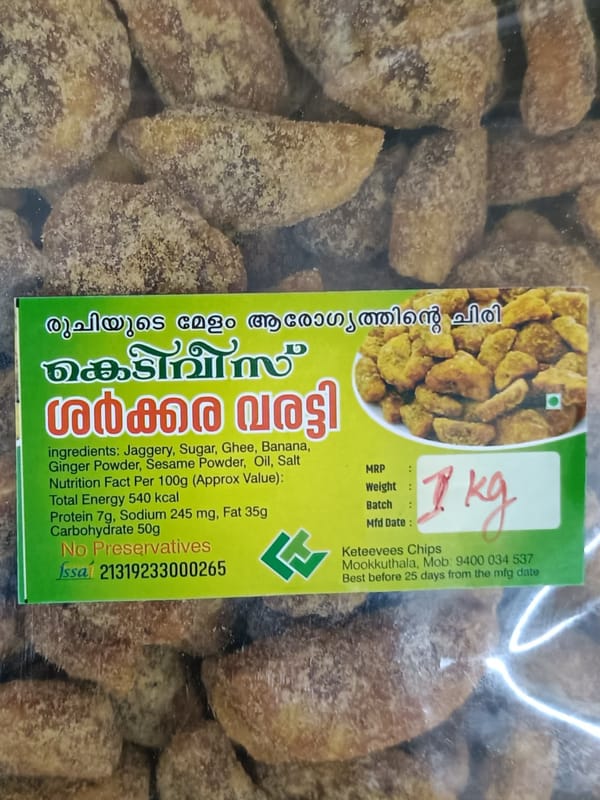 രുചിയുടെ മേളം ആരോഗ്യത്തിന്റെ ചിരി
കെടിവീസ്
ശർക്കര വരട്ടി
ingredients: Jaggery, Sugar, Ghee, Banana,
Ginger Powder, Sesame Powder, Oil, Salt
Nutrition Fact Per 100g (Approx Value):
Total Energy 540 kcal
Protein 7g, Sodium 245 mg, Fat 35g
Carbohydrate 50g
No Preservatives
fssai 21319233000265
MRP :
Weight :
Batch :
Mfd Date :
1 kg
Keteevees Chips
Mookkuthala, Mob: 9400 034 537
Best before 25 days from the mfg date